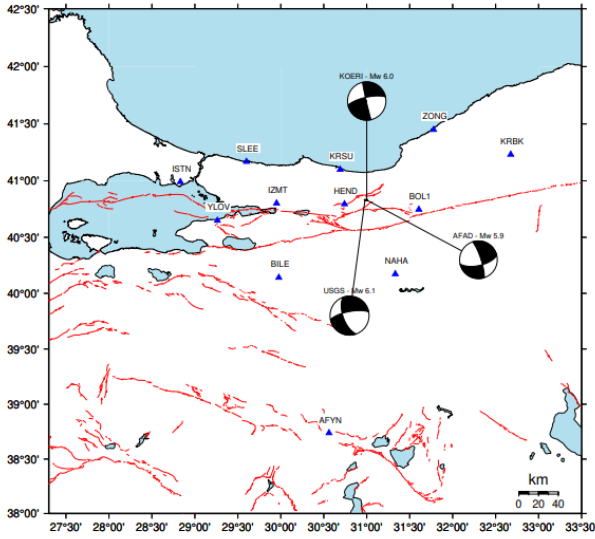 42°30'
42°00'
41°30'
41°00'
40°30'
40°00'
39°30'
39°00'
38°30'
38°00'
KOERI - Mw 6.0
ZONG
KRBK
SLEE
KRSU
ISTN
IZMT
HEND
BOL1
YLOV
AFAD - Mw 5.9
BILE
NAHA
USGS - Mw 6.1
AFYN
km
0 20 40
27°30' 28°00' 29°00' 29°30' 30°00' 30°30' 31°00' 31°30' 32°00' 32°30' 33°00' 33°30'